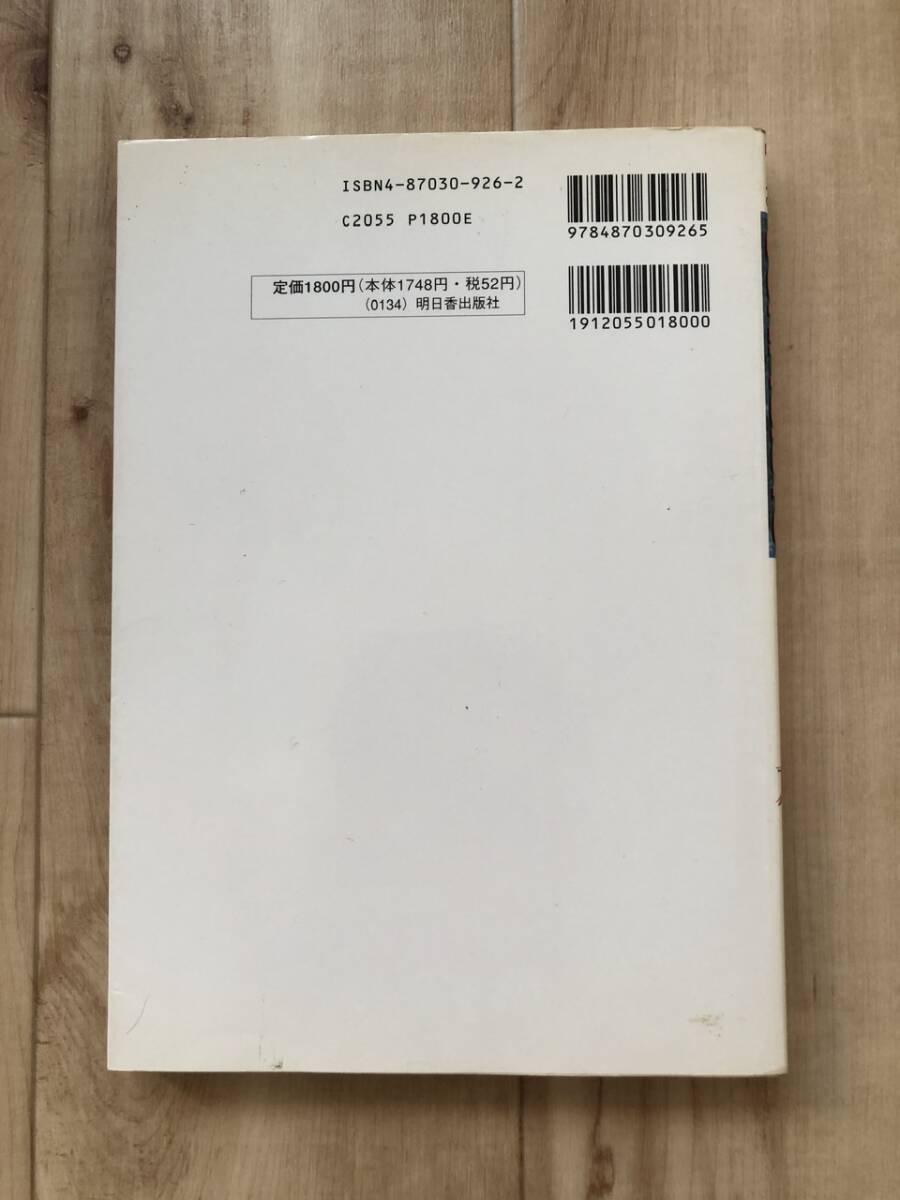 ISBN4-87030-926-2
C2055 P1800E
9784870309265
定価1800円(本体1748円・税52円)
(0134) 明日香出版社
1912055018000